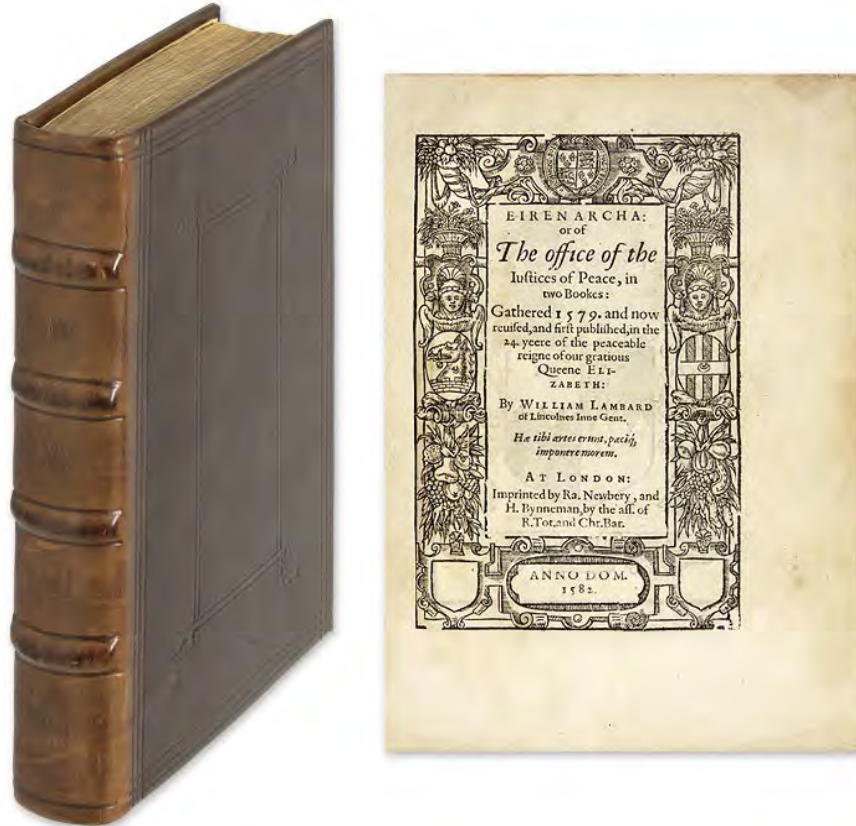 EIRENARCHA:
or of
The office of the
Iuſtices of Peace, in
two Bookes:
Gathered 1579. and now
reuiſed, and firſt publiſhed, in the
24. yeere of the peaceable
reigne of our gratious
Queene ELI-
ZABETH:
By WILLIAM LAMBARD
of Lincolnes Inne Gent.
Hæ tibi artes erunt, paciq́;
imponere morem.
AT LONDON:
Imprinted by Ra. Newbery, and
H. Bynneman, by the aſſ. of
R. Tot. and Chr. Bar.
ANNO DOM.
1582.